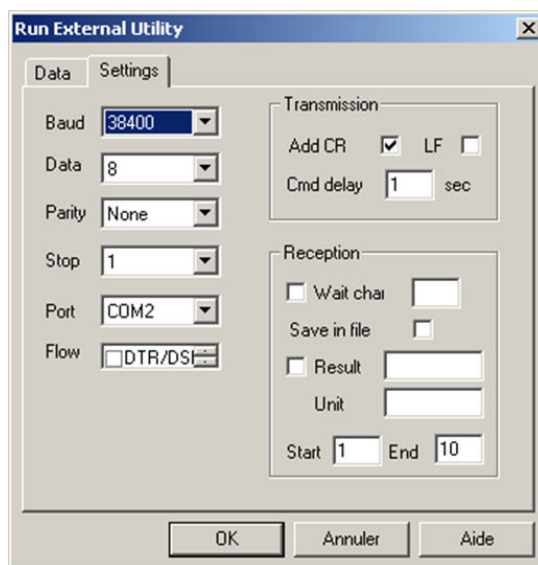 Run External Utility
Data Settings
Baud 38400
Data 8
Parity None
Stop 1
Port COM2
Flow DTR/DS
Transmission
Add CR LF
Cmd delay 1 sec
Reception
Wait char
Save in file
Result
Unit
Start 1 End 10
OK Annuler Aide